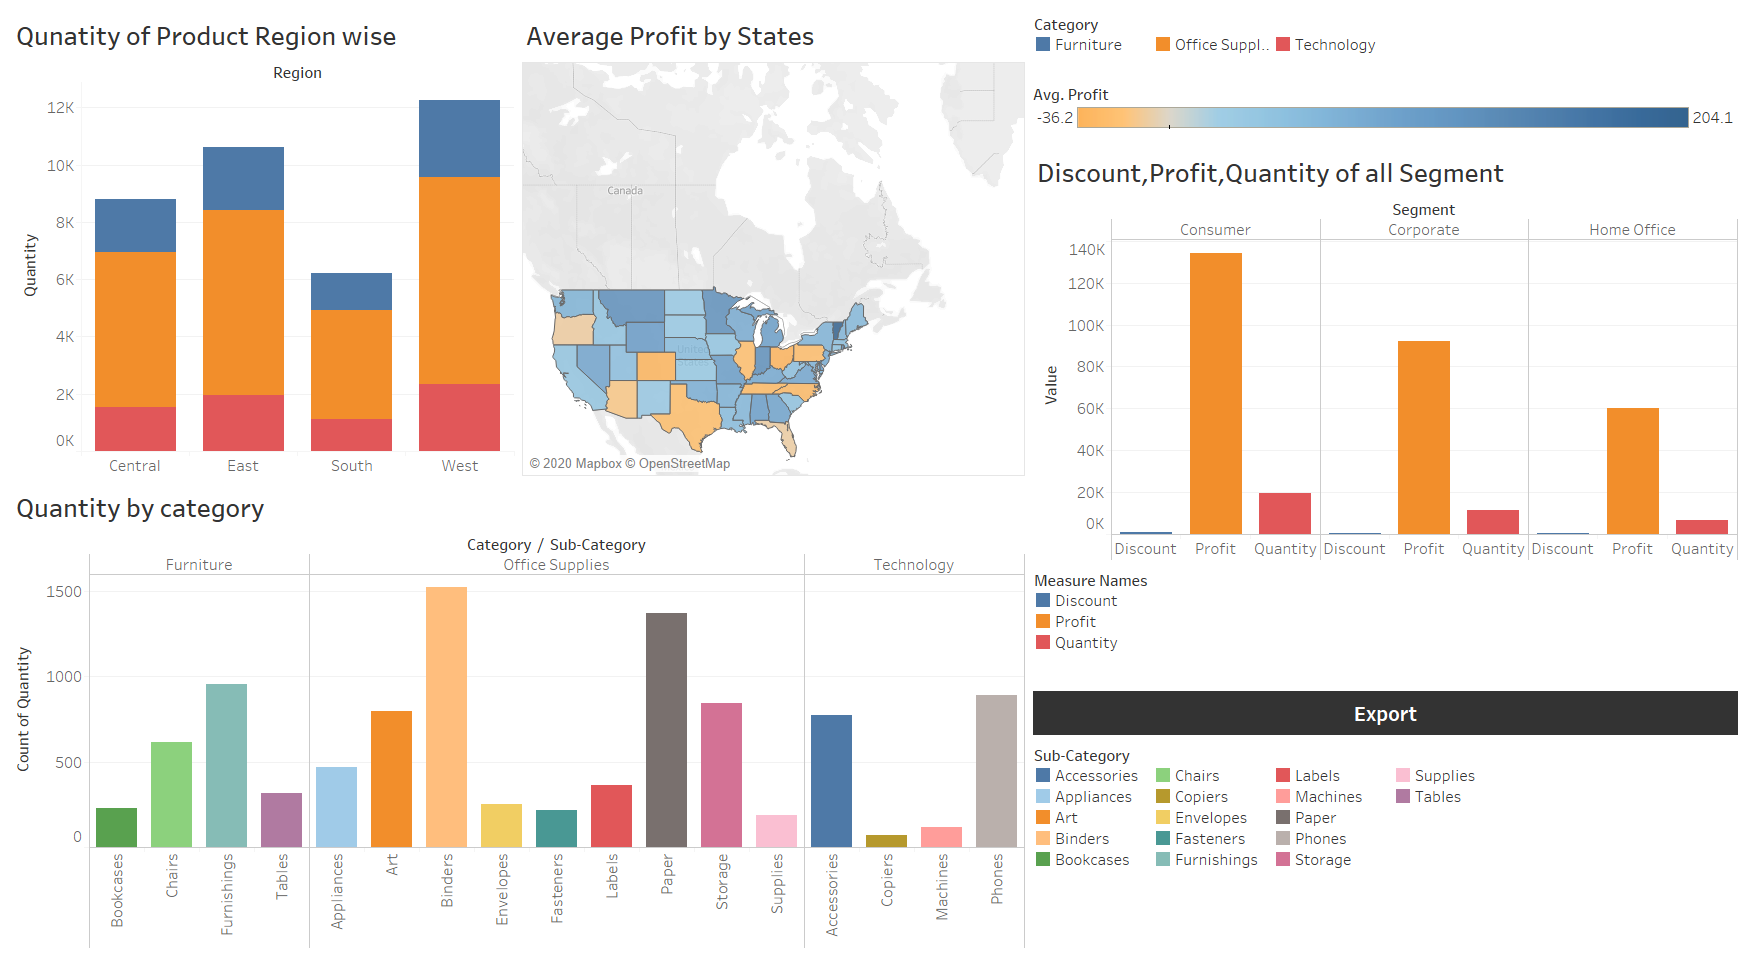 Qunatity of Product Region wise
Region
Quantity
12K
10K
8K
6K
4K
2K
0K
Central East South West
Average Profit by States
Canada
United States
© 2020 Mapbox © OpenStreetMap
Category
Furniture Office Suppl.. Technology
Avg. Profit
-36.2 204.1
Discount,Profit,Quantity of all Segment
Segment
Consumer Corporate Home Office
Value
140K
120K
100K
80K
60K
40K
20K
0K
Discount Profit Quantity Discount Profit Quantity Discount Profit Quantity
Measure Names
Discount
Profit
Quantity
Quantity by category
Category / Sub-Category
Furniture Office Supplies Technology
Count of Quantity
1500
1000
500
0
Bookcases Chairs Furnishings Tables Appliances Art Binders Envelopes Fasteners Labels Paper Storage Supplies Accessories Copiers Machines Phones
Export
Sub-Category
Accessories Chairs Labels Supplies
Appliances Copiers Machines Tables
Art Envelopes Paper
Binders Fasteners Phones
Bookcases Furnishings Storage